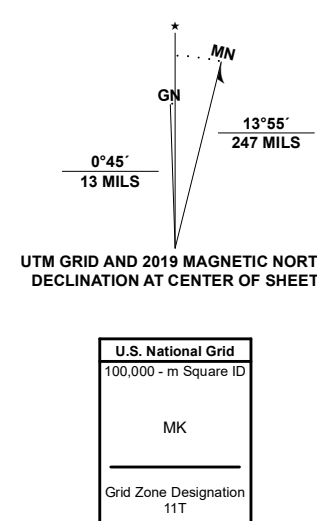 ★
MN
GN
13°55´
247 MILS
0°45´
13 MILS
UTM GRID AND 2019 MAGNETIC NORT
DECLINATION AT CENTER OF SHEET
U.S. National Grid
100,000 - m Square ID
MK
Grid Zone Designation
11T